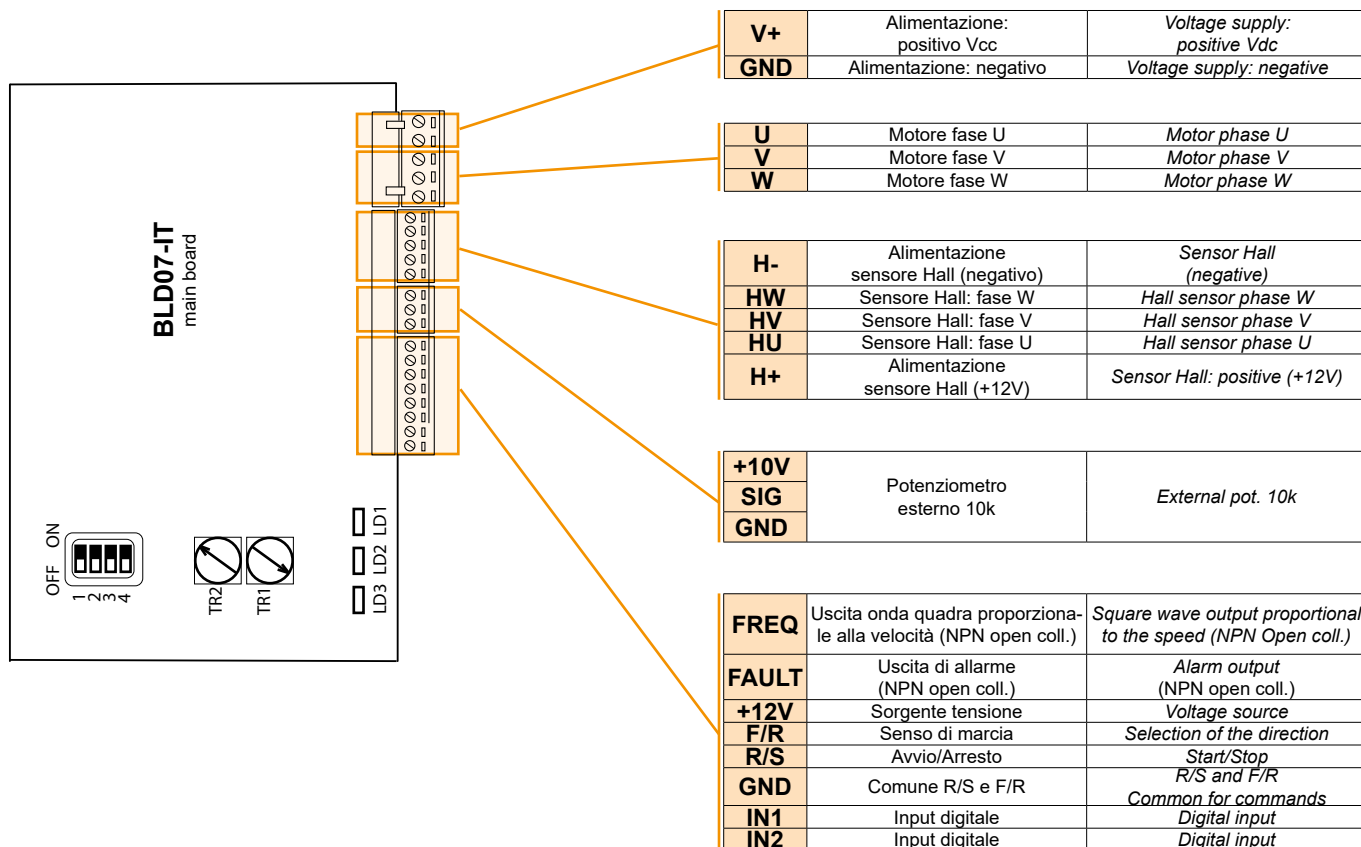 V+
Alimentazione:
positivo Vcc
Voltage supply:
positive Vdc
GND
Alimentazione: negativo
Voltage supply: negative
U
Motore fase U
Motor phase U
V
Motore fase V
Motor phase V
W
Motore fase W
Motor phase W
BLD07-IT
main board
H-
Alimentazione
sensore Hall (negativo)
Sensor Hall
(negative)
HW
Sensore Hall: fase W
Hall sensor phase W
HV
Sensore Hall: fase V
Hall sensor phase V
HU
Sensore Hall: fase U
Hall sensor phase U
H+
Alimentazione
sensore Hall (+12V)
Sensor Hall: positive (+12V)
+10V
SIG
GND
Potenziometro
esterno 10k
External pot. 10k
OFF ON
1 2 3 4
TR2
TR1
LD1
LD2
LD3
FREQ
Uscita onda quadra proporziona-
le alla velocità (NPN open coll.)
Square wave output proportional
to the speed (NPN Open coll.)
FAULT
Uscita di allarme
(NPN open coll.)
Alarm output
(NPN open coll.)
+12V
Sorgente tensione
Voltage source
F/R
Senso di marcia
Selection of the direction
R/S
Avvio/Arresto
Start/Stop
GND
Comune R/S e F/R
R/S and F/R
Common for commands
IN1
Input digitale
Digital input
IN2
Input digitale
Digital input